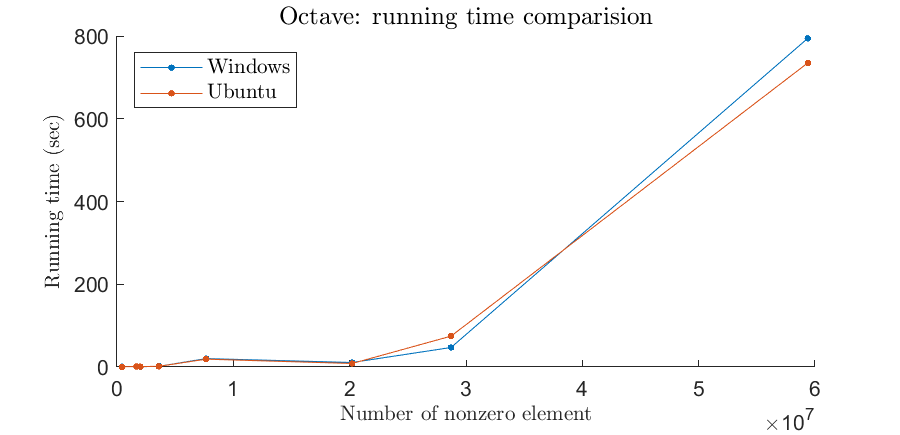 Octave: running time comparision
Windows
Ubuntu
Running time (sec)
800
600
400
200
0
0 1 2 3 4 5 6
Number of nonzero element
×10^7